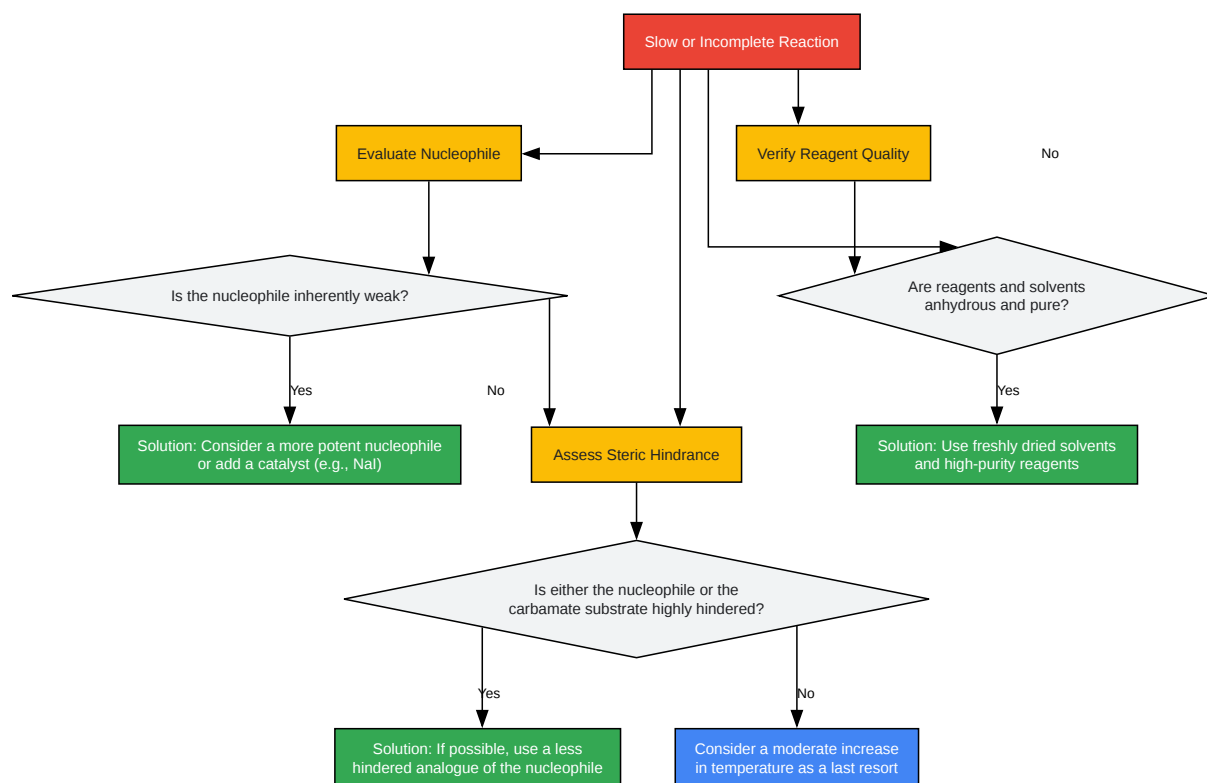 Slow or Incomplete Reaction
Evaluate Nucleophile
Verify Reagent Quality
No
Is the nucleophile inherently weak?
Are reagents and solvents
anhydrous and pure?
Yes
No
Yes
Solution: Consider a more potent nucleophile
or add a catalyst (e.g., NaI)
Assess Steric Hindrance
Solution: Use freshly dried solvents
and high-purity reagents
Is either the nucleophile or the
carbamate substrate highly hindered?
Yes
No
Solution: If possible, use a less
hindered analogue of the nucleophile
Consider a moderate increase
in temperature as a last resort